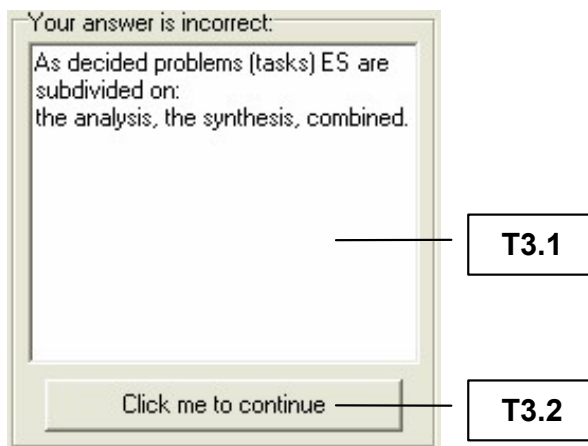 Your answer is incorrect:
As decided problems (tasks) ES are
subdivided on:
the analysis, the synthesis, combined.
T3.1
Click me to continue
T3.2